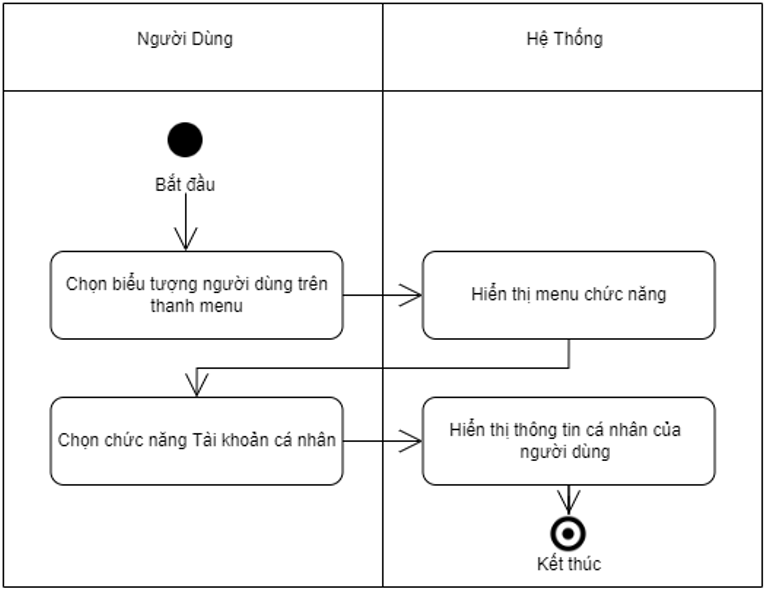 Người Dùng
Hệ Thống
Bắt đầu
Chọn biểu tượng người dùng trên
thanh menu
Hiển thị menu chức năng
Chọn chức năng Tài khoản cá nhân
Hiển thị thông tin cá nhân của
người dùng
Kết thúc